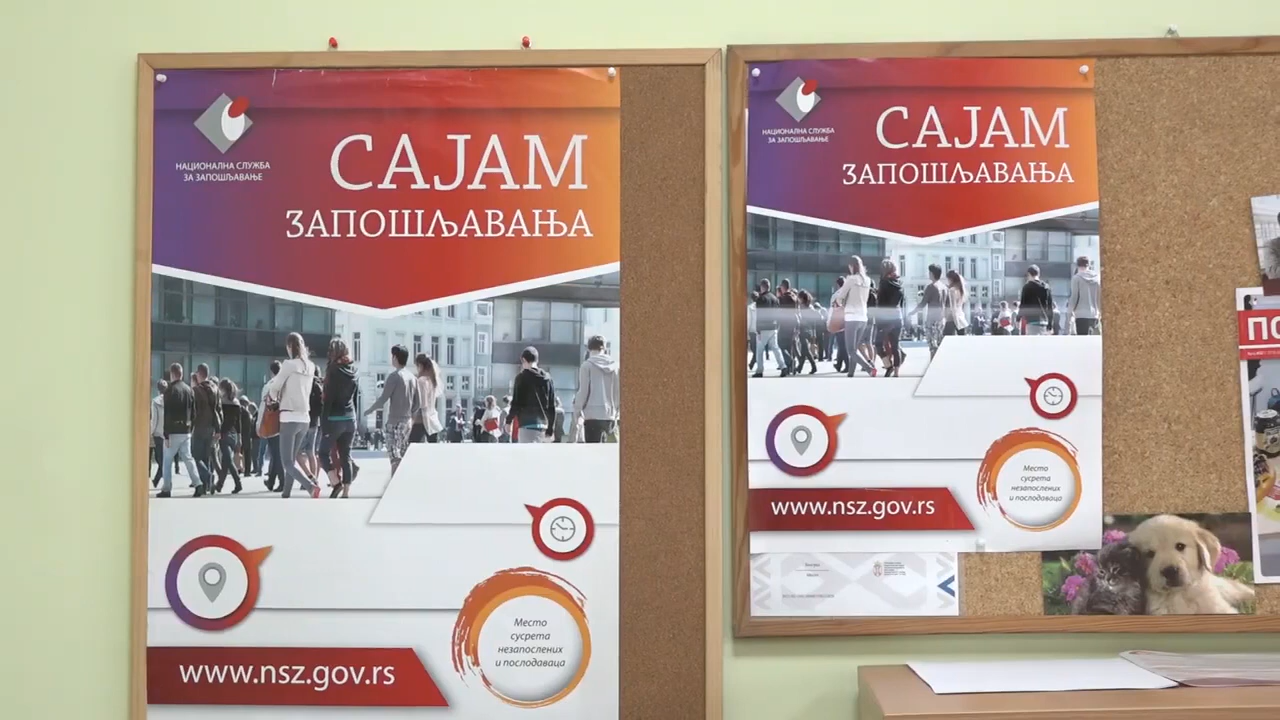 НАЦИОНАЛНА СЛУЖБА
ЗА ЗАПОШЉАВАЊЕ
САЈАМ
ЗАПОШЉАВАЊА
Место
сусрета
незапослених
и послодаваца
www.nsz.gov.rs
НАЦИОНАЛНА СЛУЖБА
ЗА ЗАПОШЉАВАЊЕ
САЈАМ
ЗАПОШЉАВАЊА
Место
сусрета
незапослених
и послодаваца
www.nsz.gov.rs
ПО